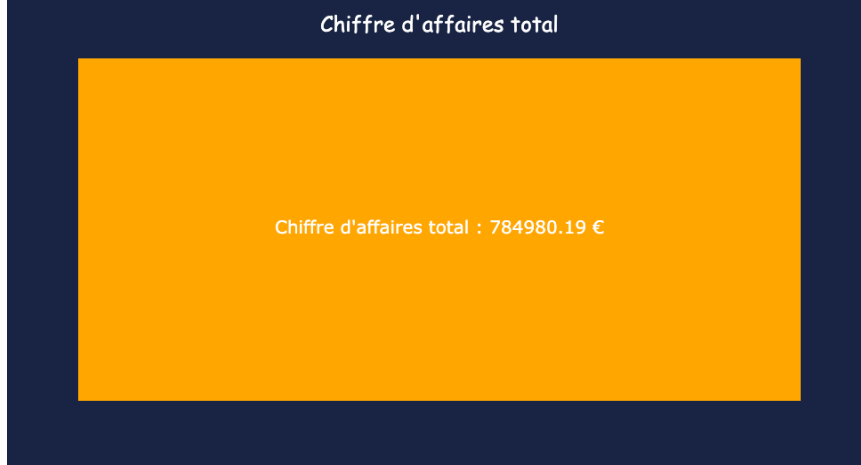 Chiffre d'affaires total
Chiffre d'affaires total : 784980.19 €